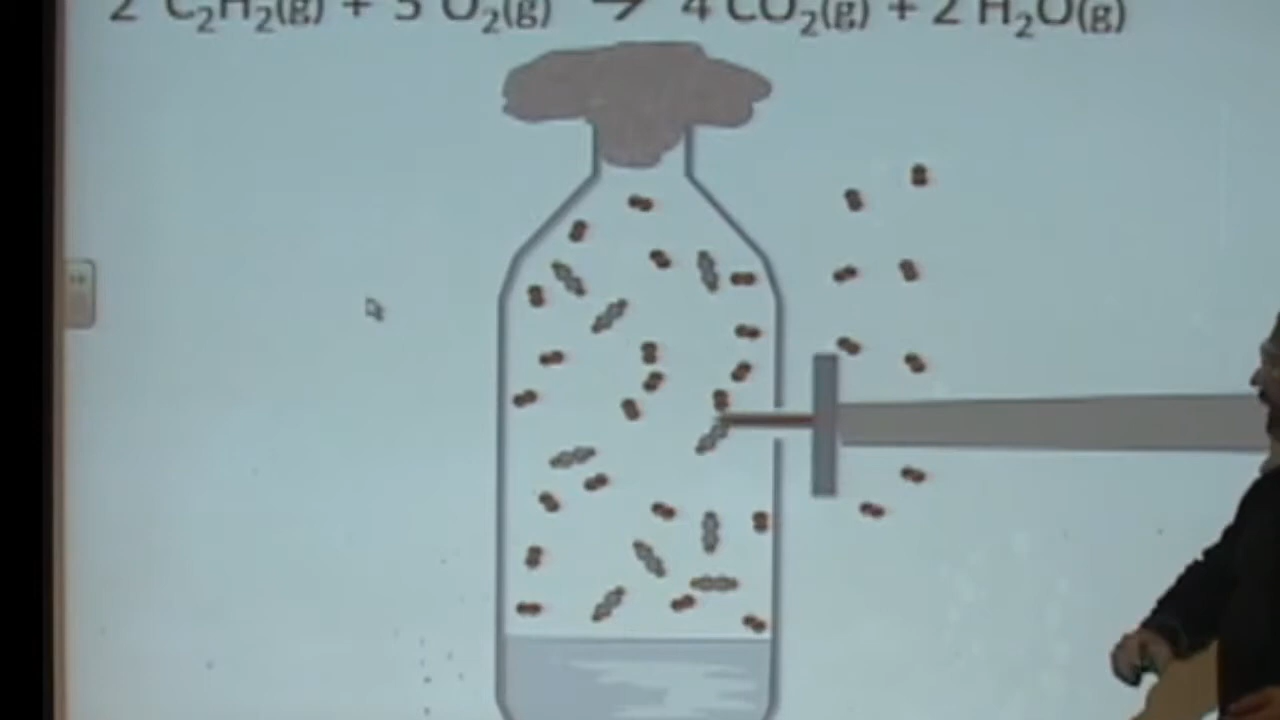 2 C₂H₂(g) + 5 O₂(g) → 4 CO₂(g) + 2 H₂O(g)